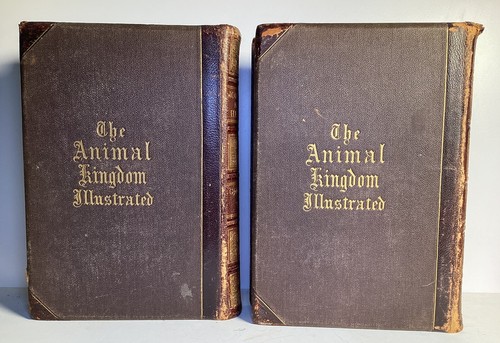 The
Animal
Kingdom
Illustrated
The
Animal
Kingdom
Illustrated